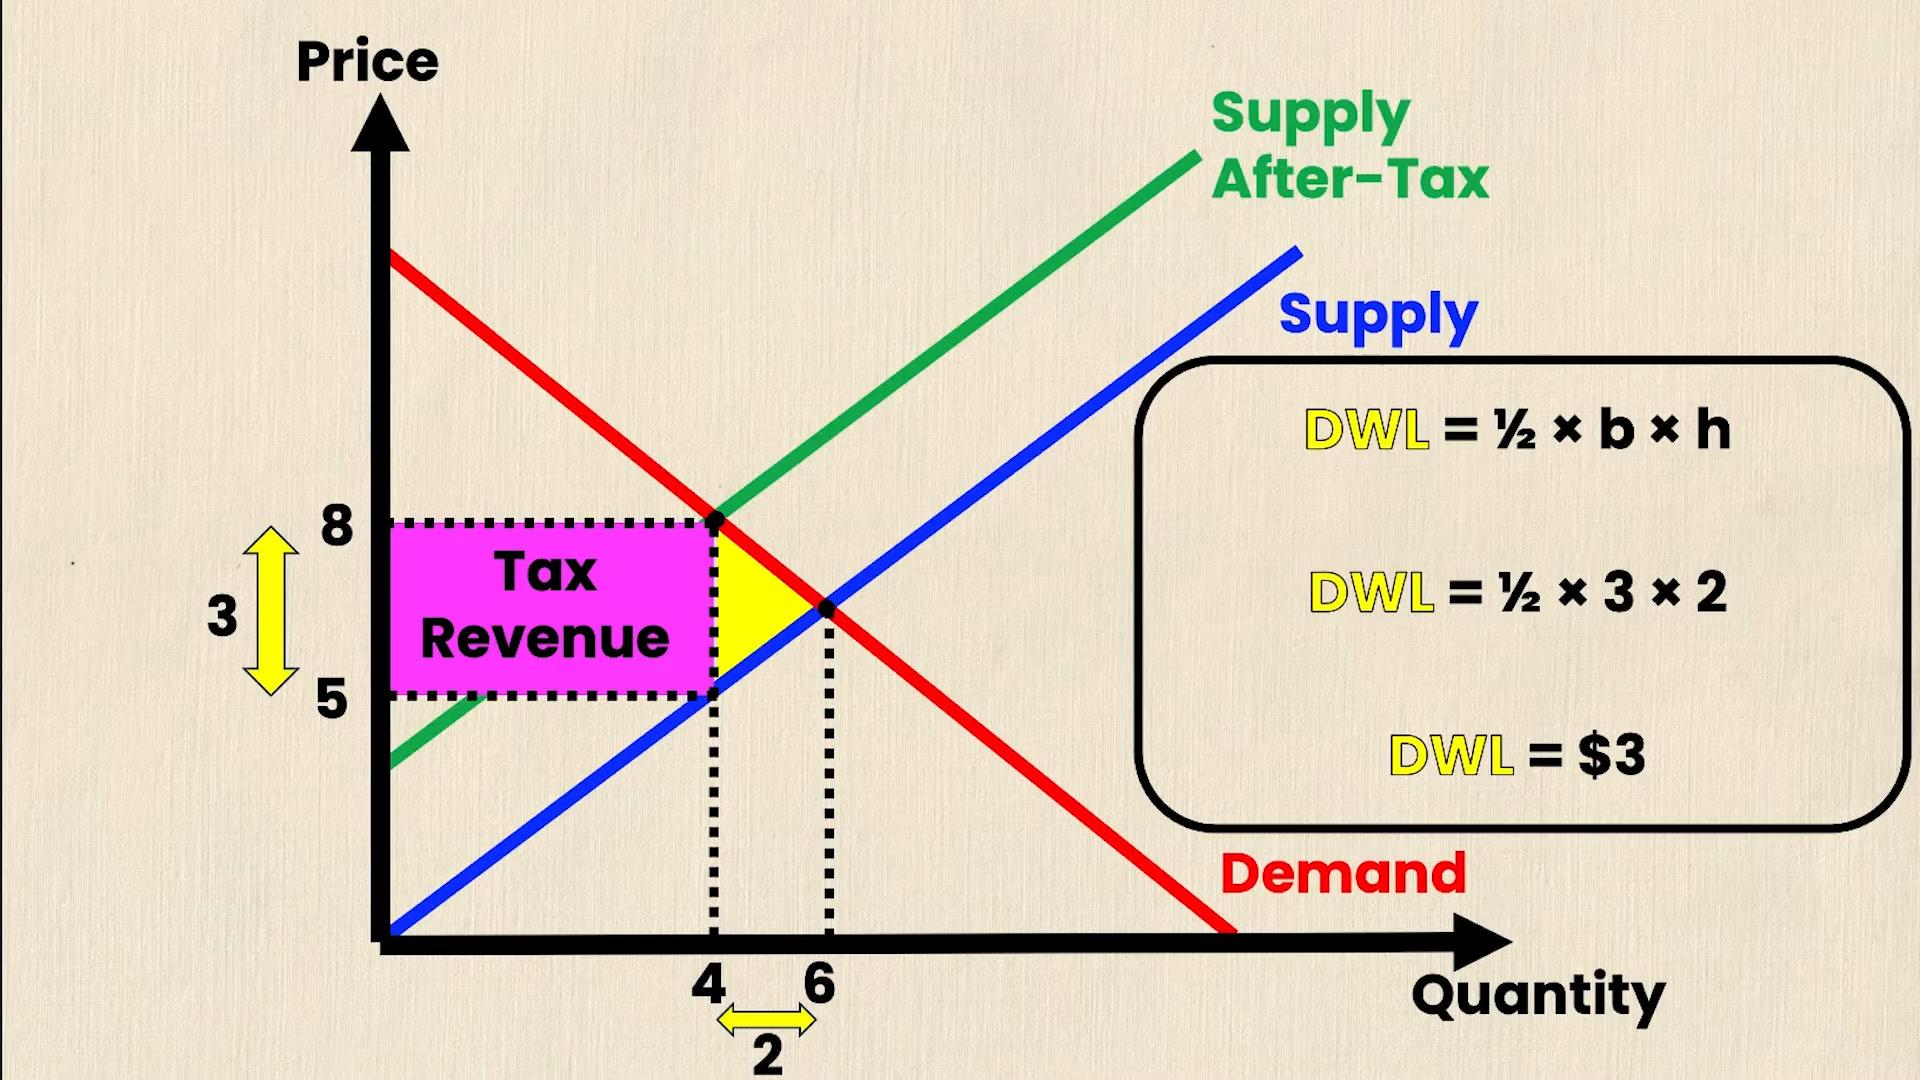 Price
Supply
After-Tax
Supply
DWL = ½ × b × h
8
Tax
Revenue
3
DWL = ½ × 3 × 2
5
DWL = $3
Demand
4 6
Quantity
2